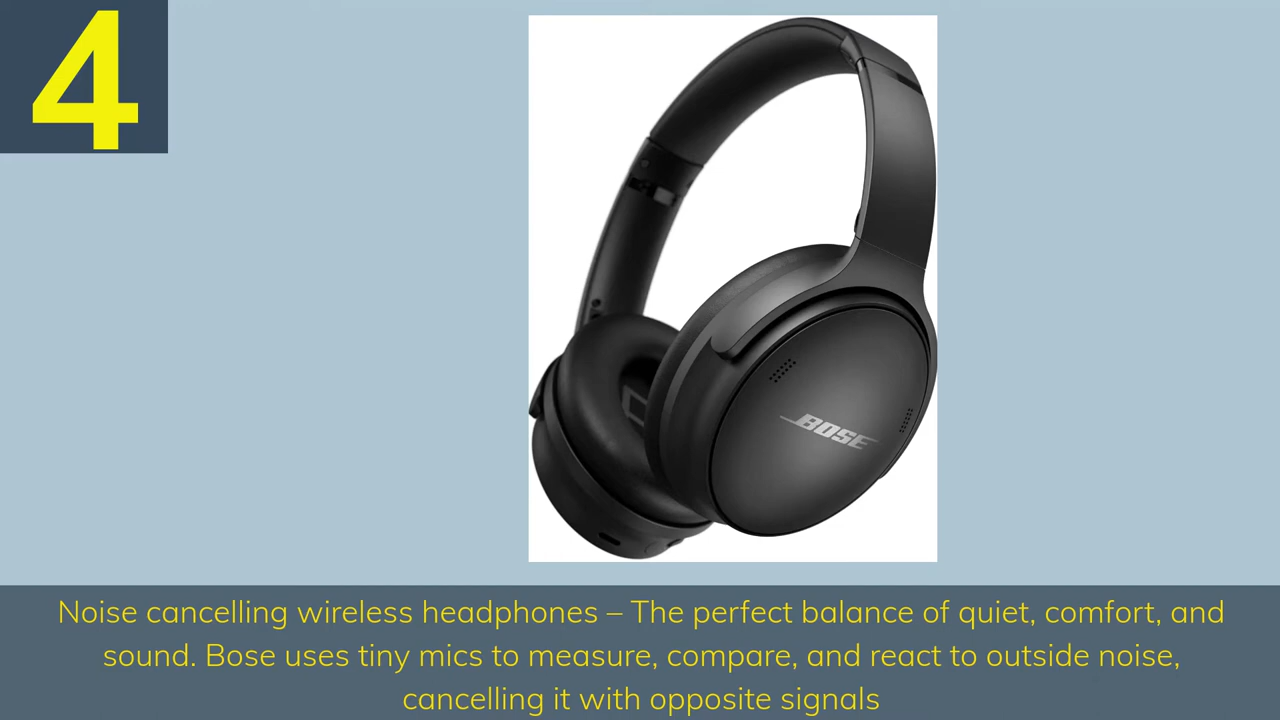 4
BOSE
Noise cancelling wireless headphones – The perfect balance of quiet, comfort, and
sound. Bose uses tiny mics to measure, compare, and react to outside noise,
cancelling it with opposite signals